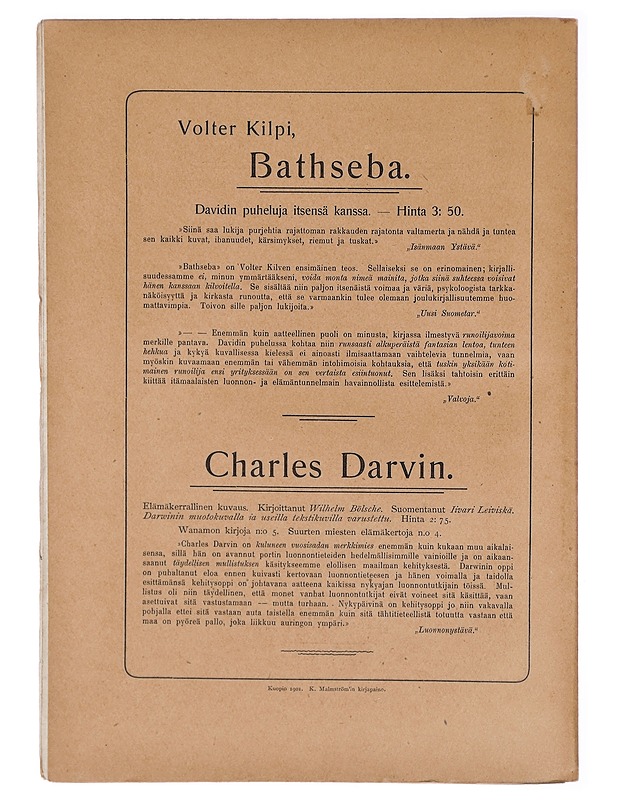 Volter Kilpi,
Bathseba.
Davidin puheluja itsensä kanssa. — Hinta 3: 50.
»Siinä saa lukija purjehtia rajattoman rakkauden rajatonta valtamerta ja nähdä ja tuntea
sen kaikki kuvat, ihanuudet, kärsimykset, riemut ja tuskat.»
„Isänmaan Ystävä.“
»Bathseba» on Volter Kilven ensimäinen teos. Sellaiseksi se on erinomainen; kirjalli-
suudessamme ei, minun ymmärtääkseni, voida monta nimeä mainita, jotka siinä suhteessa voisivat
hänen kanssaan kilvoitella. Se sisältää niin paljon itsenäistä voimaa ja väriä, psykoloogista tarkka-
näköisyyttä ja kirkasta runoutta, että se varmaankin tulee olemaan joulukirjallisuutemme huo-
mattavimpia. Toivon sille paljon lukijoita.»
„Uusi Suometar.“
»— — Enemmän kuin aatteellinen puoli on minusta, kirjassa ilmestyvä runoilijavoima
merkille pantava. Davidin puhelussa kohtaa niin runsaasti alkuperäistä fantasian lentoa, tunteen
hehkua ja kykyä kuvallisessa kielessä ei ainoasti ilmisaattamaan vaihtelevia tunnelmia, vaan
myöskin kuvaamaan enemmän tai vähemmän intohimoisia kohtauksia, että tuskin yksikään koti-
mainen runoilija ensi yrityksessään on sen vertaista esiintuonut. Sen lisäksi tahtoisin erittäin
kiittää itämaalaisten luonnon- ja elämäntunnelmain havainnollista esittelemistä.»
„Valvoja.“
Charles Darvin.
Elämäkerrallinen kuvaus. Kirjoittanut Wilhelm Bölsche. Suomentanut Iivari Leiviskä.
Darwinin muotokuvalla ja useilla tekstikuvilla varustettu. Hinta 2: 75.
Wanamon kirjoja n:o 5. Suurten miesten elämäkertoja n.o 4.
»Charles Darvin on kuluneen vuosisadan merkkimies enemmän kuin kukaan muu aikalai-
sensa, sillä hän on avannut portin luonnontieteiden hedelmällisimmille vainioille ja on aikaan-
saanut täydellisen mullistuksen käsitykseemme elollisen maailman kehityksestä. Darwinin oppi
on puhaltanut eloa ennen kuivasti kertovaan luonnontieteesen ja hänen voimalla ja taidolla
esittämänsä kehitysoppi on johtavana aatteena kaikissa nykyajan luonnontutkijain töissä. Mul-
listus oli niin täydellinen, että monet vanhat luonnontutkijat eivät voineet sitä käsittää, vaan
asettuivat sitä vastustamaan — mutta turhaan. Nykypäivinä on kehitysoppi jo niin vakavalla
pohjalla ettei sitä vastaan auta taistella enemmän kuin sitä tähtitieteellistä totuutta vastaan että
maa on pyöreä pallo, joka liikkuu auringon ympäri.»
„Luonnonystävä.“
Kuopio 1902. K. Malmström'in kirjapaino.